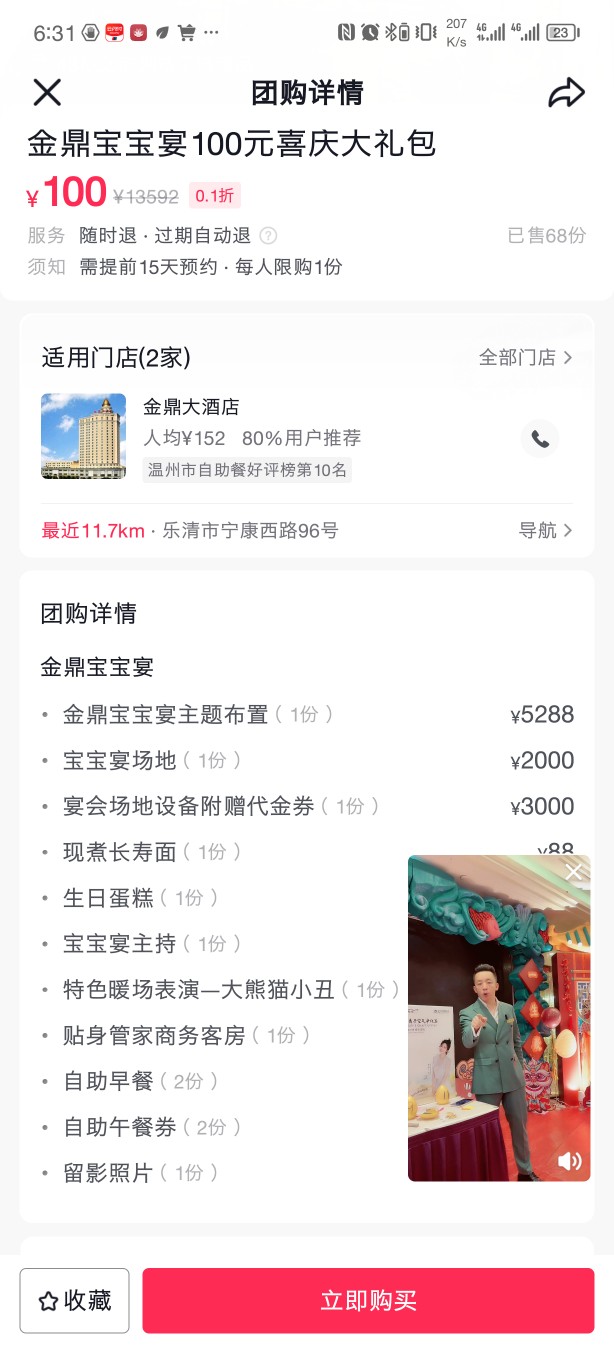 6:31 207 K/s 4G 4G 23
团购详情
金鼎宝宝宴100元喜庆大礼包
¥100 ¥13592 0.1折
服务 随时退 · 过期自动退 ? 已售68份
须知 需提前15天预约 · 每人限购1份
适用门店(2家) 全部门店
金鼎大酒店
人均¥152 80%用户推荐
温州市自助餐好评榜第10名
最近11.7km · 乐清市宁康西路96号 导航
团购详情
金鼎宝宝宴
· 金鼎宝宝宴主题布置（1份） ¥5288
· 宝宝宴场地（1份） ¥2000
· 宴会场地设备附赠代金券（1份） ¥3000
· 现煮长寿面（1份） ¥88
· 生日蛋糕（1份）
· 宝宝宴主持（1份）
· 特色暖场表演—大熊猫小丑（1份）
· 贴身管家商务客房（1份）
· 自助早餐（2份）
· 自助午餐券（2份）
· 留影照片（1份）
收藏 立即购买